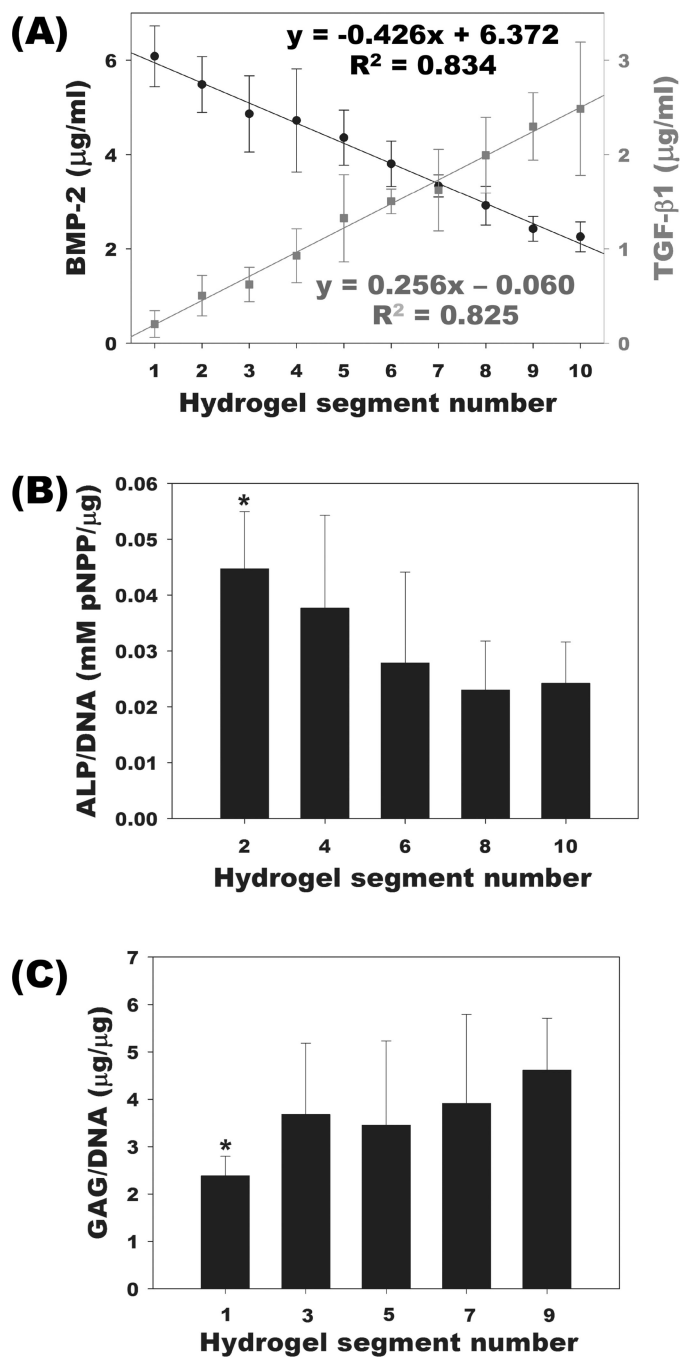 (A)
y = -0.426x + 6.372
R² = 0.834
BMP-2 (μg/ml)
6
4
2
0
TGF-β1 (μg/ml)
3
2
1
0
y = 0.256x – 0.060
R² = 0.825
1 2 3 4 5 6 7 8 9 10
Hydrogel segment number
(B)
ALP/DNA (mM pNPP/μg)
0.06
0.05
0.04
0.03
0.02
0.01
0.00
*
2 4 6 8 10
Hydrogel segment number
(C)
GAG/DNA (μg/μg)
7
6
5
4
3
2
1
0
*
1 3 5 7 9
Hydrogel segment number